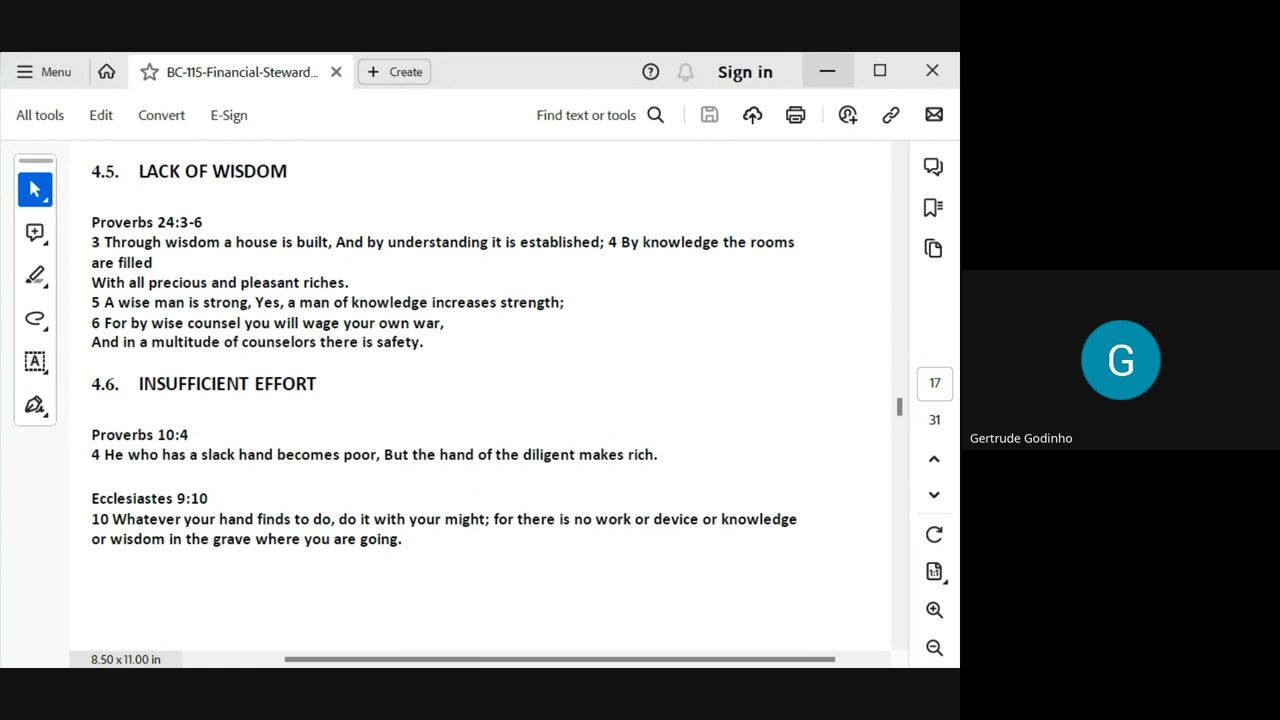 Menu
BC-115-Financial-Steward...
Create
Sign in
All tools
Edit
Convert
E-Sign
Find text or tools
4.5. LACK OF WISDOM
Proverbs 24:3-6
3 Through wisdom a house is built, And by understanding it is established; 4 By knowledge the rooms
are filled
With all precious and pleasant riches.
5 A wise man is strong, Yes, a man of knowledge increases strength;
6 For by wise counsel you will wage your own war,
And in a multitude of counselors there is safety.
4.6. INSUFFICIENT EFFORT
Proverbs 10:4
4 He who has a slack hand becomes poor, But the hand of the diligent makes rich.
Ecclesiastes 9:10
10 Whatever your hand finds to do, do it with your might; for there is no work or device or knowledge
or wisdom in the grave where you are going.
17
31
1:1
8.50 x 11.00 in
G
Gertrude Godinho